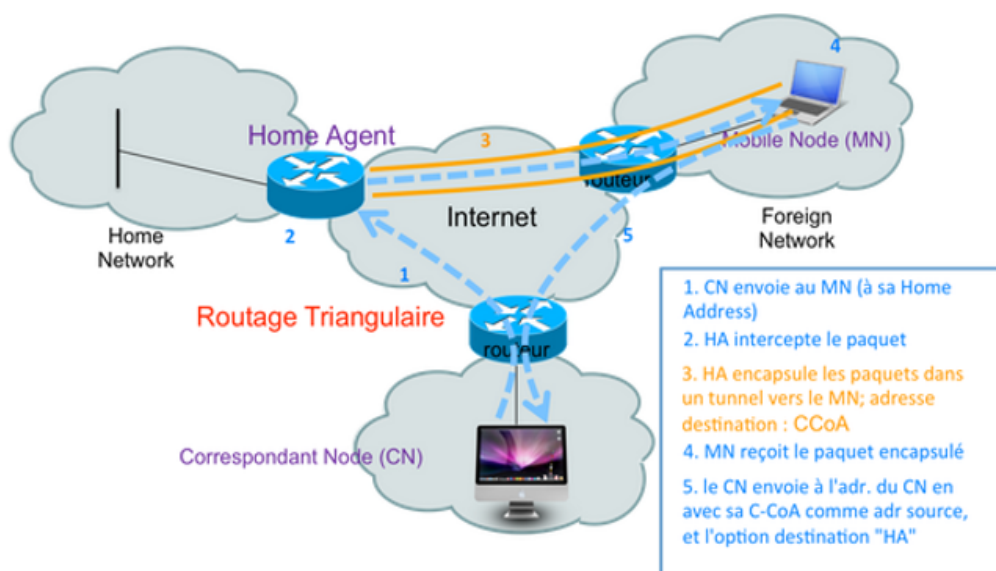 4
Home Agent
3
Mobile Node (MN)
routeur
Internet
Home
Network
2
5
Foreign
Network
1
Routage Triangulaire
routeur
Correspondant Node (CN)
1. CN envoie au MN (à sa Home
Address)
2. HA intercepte le paquet
3. HA encapsule les paquets dans
un tunnel vers le MN; adresse
destination : CCoA
4. MN reçoit le paquet encapsulé
5. le CN envoie à l'adr. du CN en
avec sa C-CoA comme adr source,
et l'option destination "HA"